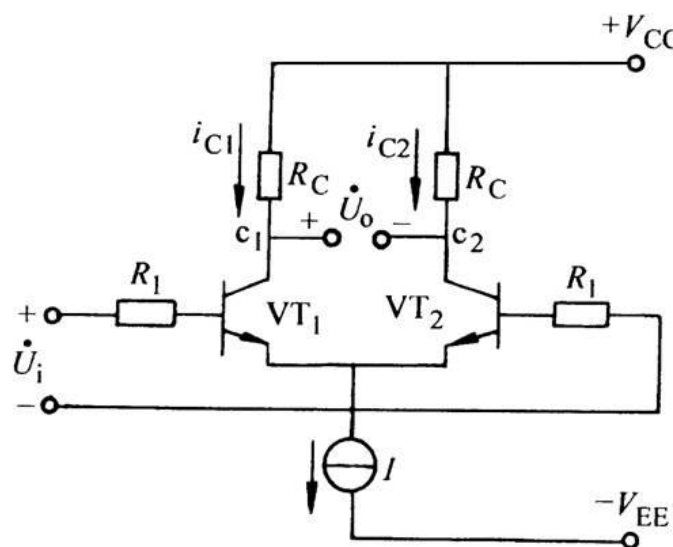 +V_CC
i_C1
R_C
i_C2
R_C
+ U̇_o −
c_1
c_2
R_1
R_1
VT_1
VT_2
+
U̇_i
−
I
−V_EE